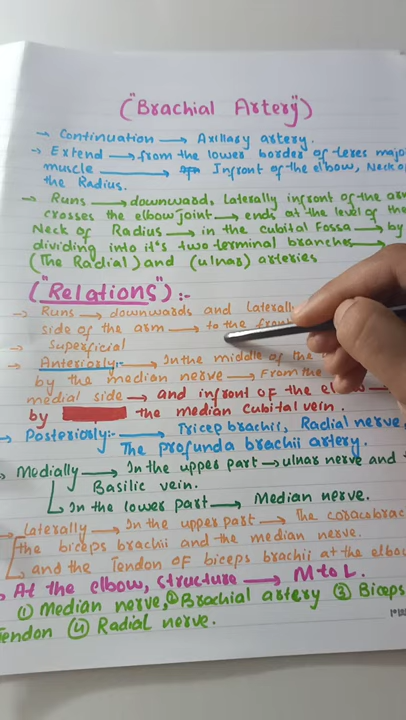 ("Brachial Artery")
→ Continuation → Axillary artery.
→ Extend → from the lower border of teres major
muscle → Infront of the elbow, Neck of
the Radius.
→ Runs → downward, Laterally infront of the
crosses the elbow joint → ends at the level of the
Neck of Radius → in the cubital Fossa → by
dividing into it's two terminal branches →
(The Radial) and (ulnar) arteries
("Relations") :-
→ Runs → downwards and laterally
side of the arm → to the
→ Superficial
→ Anteriorly:- → In the middle of the
by the median nerve → From the
medial side → and infront of the elbow
by the median cubital vein.
→ Posteriorly:- → Tricep brachii, Radial nerve,
The profunda brachii artery.
→ Medially → In the upper part → ulnar nerve and
Basilic vein.
In the lower part → Median nerve.
→ Laterally → In the upper part → The
the biceps brachii and the median nerve.
and the Tendon of biceps brachii at the
At the elbow, structure → M to L.
① Median nerve, ② Brachial artery ③ Biceps
Tendon ④ Radial nerve.